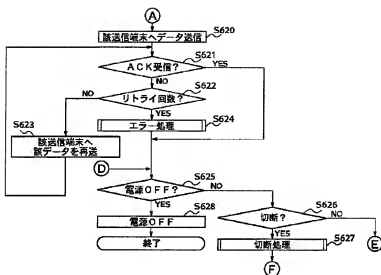 A
S620
該送信端末へデータ送信
S621
ACK受信?
YES
NO
S622
リトライ回数?
NO
YES
S623
該送信端末へ
該データを再送
S624
エラー処理
D
S625
電源OFF?
NO
YES
S628
電源OFF
終了
S626
切断?
NO
YES
E
S627
切断処理
F